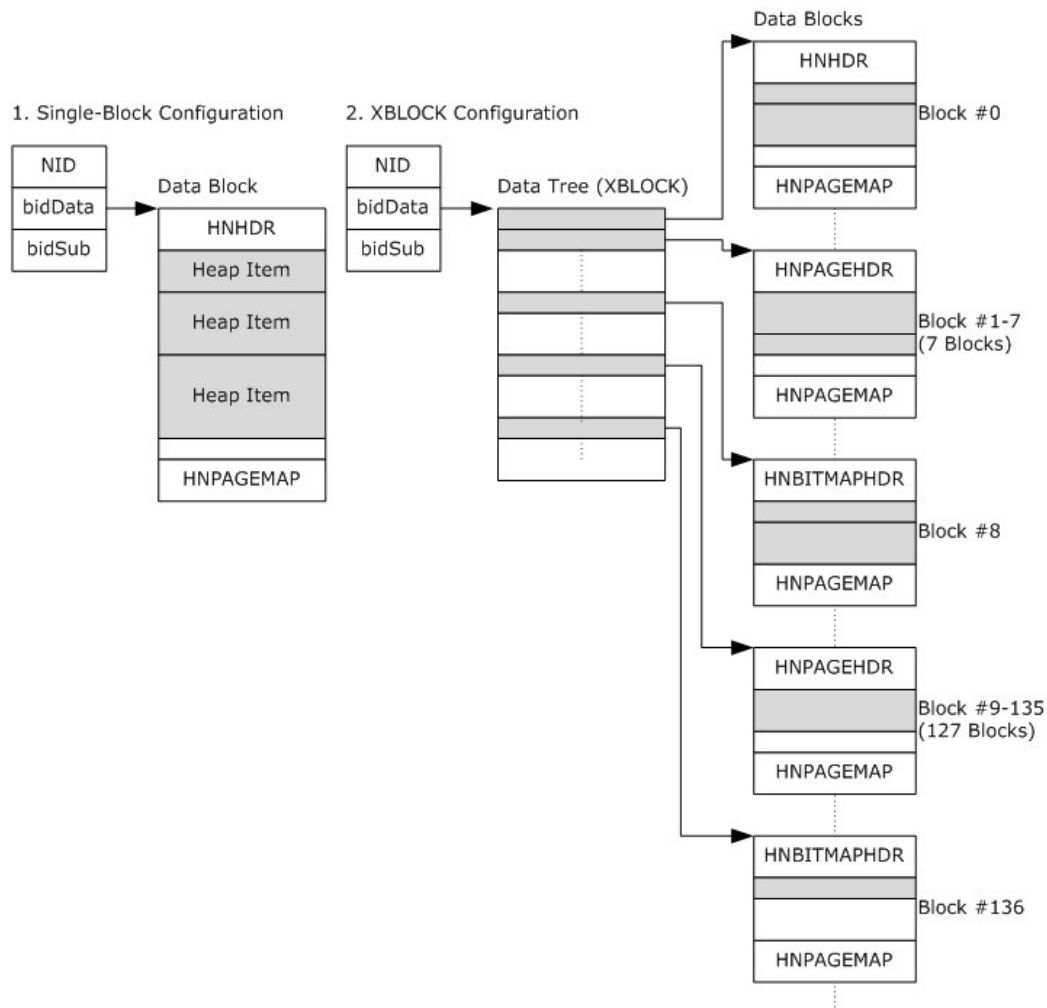 1. Single-Block Configuration
NID
bidData
bidSub
Data Block
HNHDR
Heap Item
Heap Item
Heap Item
HNPAGEMAP
2. XBLOCK Configuration
NID
bidData
bidSub
Data Tree (XBLOCK)
Data Blocks
HNHDR
HNPAGEMAP
Block #0
HNPAGEHDR
HNPAGEMAP
Block #1-7
(7 Blocks)
HNBITMAPHDR
HNPAGEMAP
Block #8
HNPAGEHDR
HNPAGEMAP
Block #9-135
(127 Blocks)
HNBITMAPHDR
HNPAGEMAP
Block #136